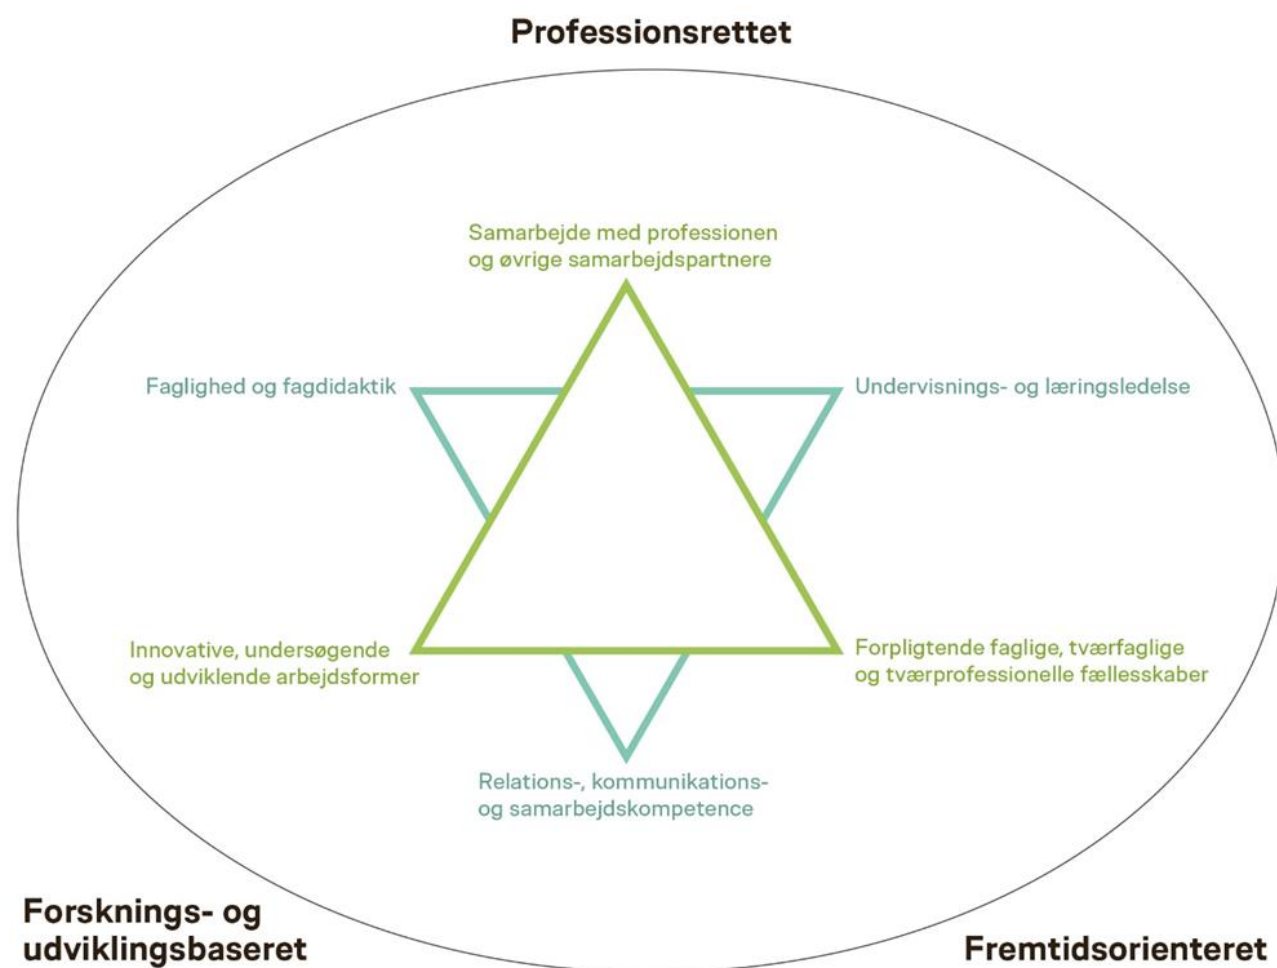 Professionsrettet
Samarbejde med professionen
og øvrige samarbejdspartnere
Faglighed og fagdidaktik
Undervisnings- og læringsledelse
Innovative, undersøgende
og udviklende arbejdsformer
Forpligtende faglige, tværfaglige
og tværprofessionelle fællesskaber
Relations-, kommunikations-
og samarbejdskompetence
Forsknings- og
udviklingsbaseret
Fremtidsorienteret